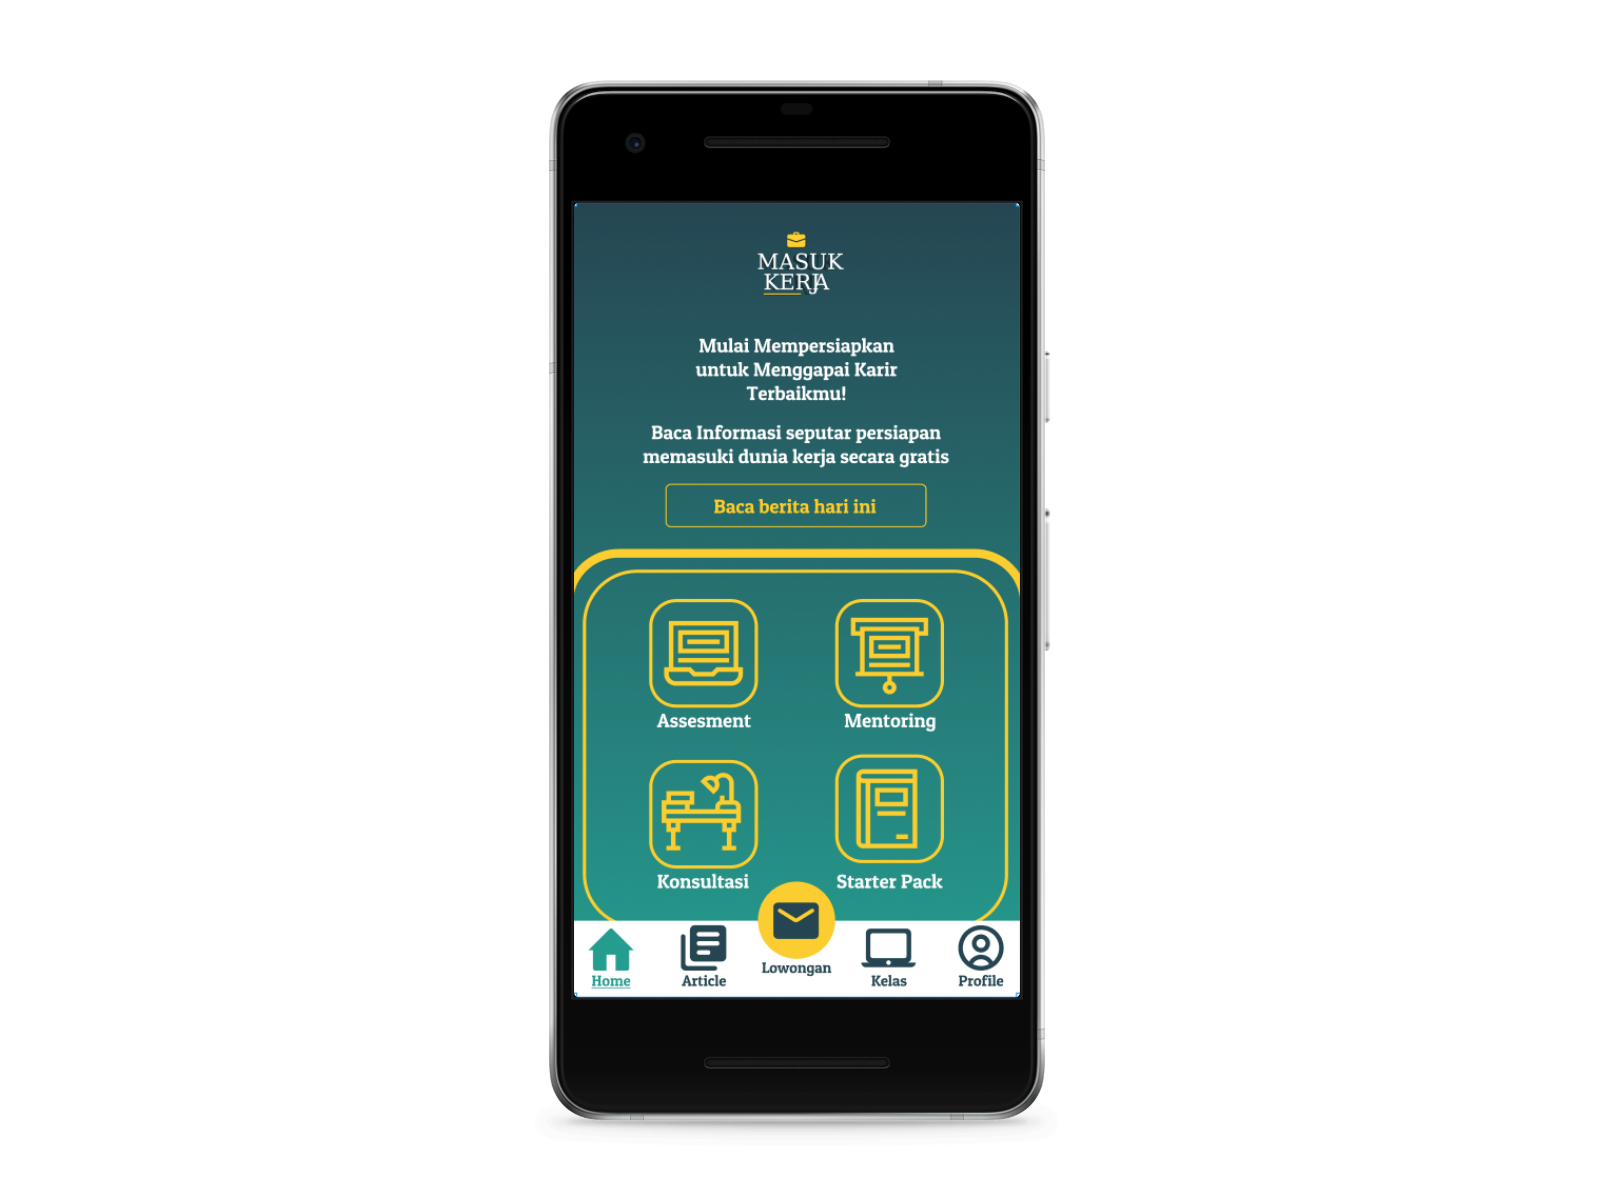 MASUK
KERJA
Mulai Mempersiapkan
untuk Menggapai Karir
Terbaikmu!
Baca Informasi seputar persiapan
memasuki dunia kerja secara gratis
Baca berita hari ini
Assesment
Mentoring
Konsultasi
Starter Pack
Home
Article
Lowongan
Kelas
Profile